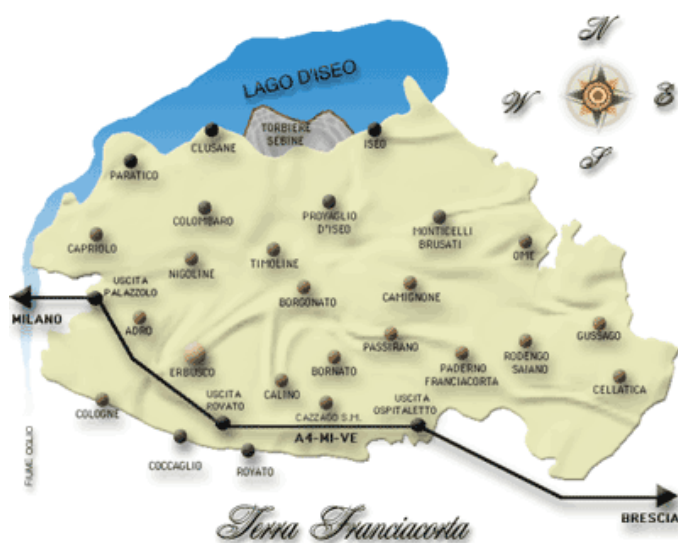 N
LAGO D'ISEO
W
E
TORBIERE
SEBINE
CLUSANE
ISEO
S
PARATICO
COLOMBARO
PROVAGLIO
D'ISEO
MONTICELLI
BRUSATI
CAPRIOLO
OME
NIGOLINE
TIMOLINE
USCITA
PALAZZOLO
BORGONATO
CAMIGNONE
MILANO
ADRO
GUSSAGO
PASSIRANO
RODENGO
SAIANO
ERBUSCO
BORNATO
PADERNO
FRANCIACORTA
CELLATICA
CALINO
USCITA
ROVATO
CAZZAGO S.M.
USCITA
OSPITALETTO
COLOGNE
A4-MI-VE
COCCAGLIO
ROVATO
FIUME OGLIO
BRESCIA
Terra Franciacorta